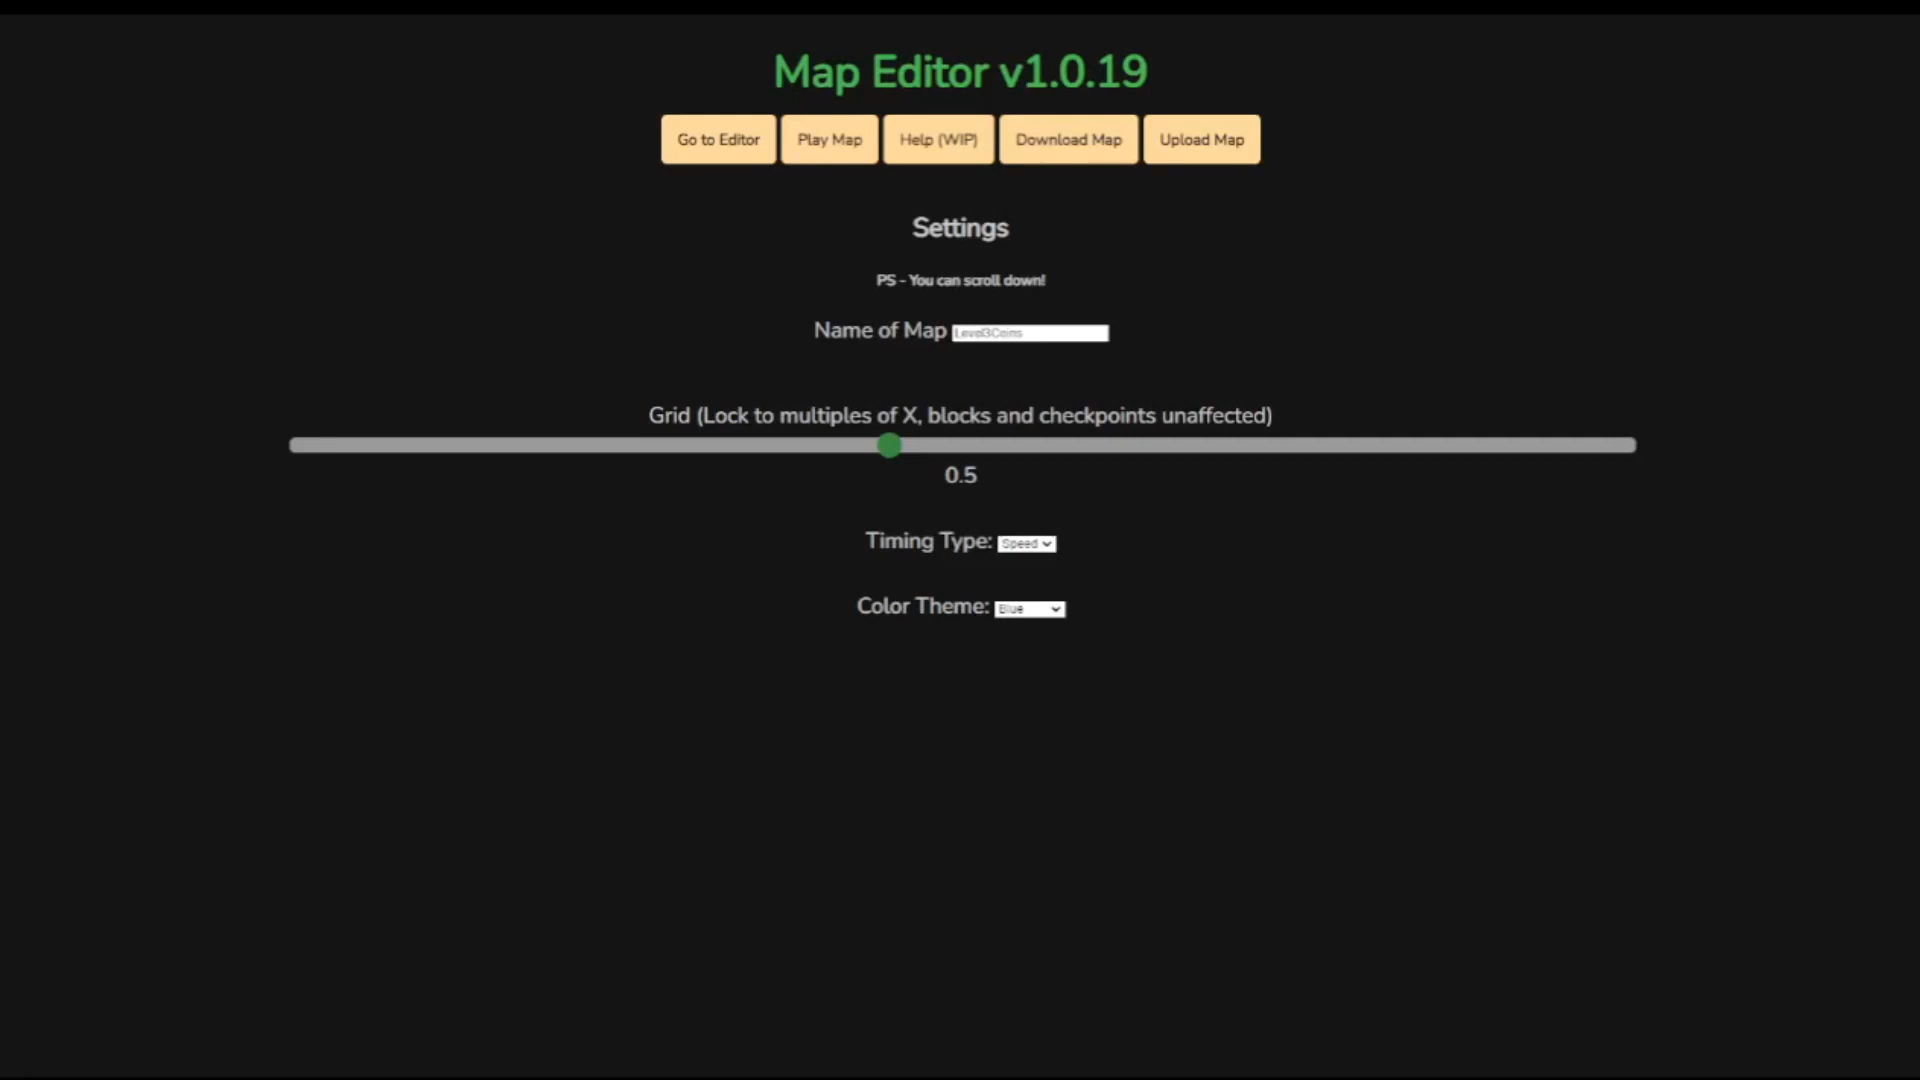 Map Editor v1.0.19
Go to Editor Play Map Help (WIP) Download Map Upload Map
Settings
PS - You can scroll down!
Name of Map Level3Coins
Grid (Lock to multiples of X, blocks and checkpoints unaffected)
0.5
Timing Type: Speed
Color Theme: Blue